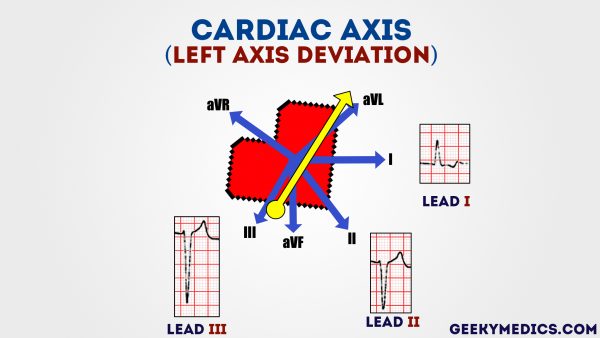 CARDIAC AXIS
(LEFT AXIS DEVIATION)
aVR
aVL
I
LEAD I
III
aVF
II
LEAD III
LEAD II
GEEKYMEDICS.COM